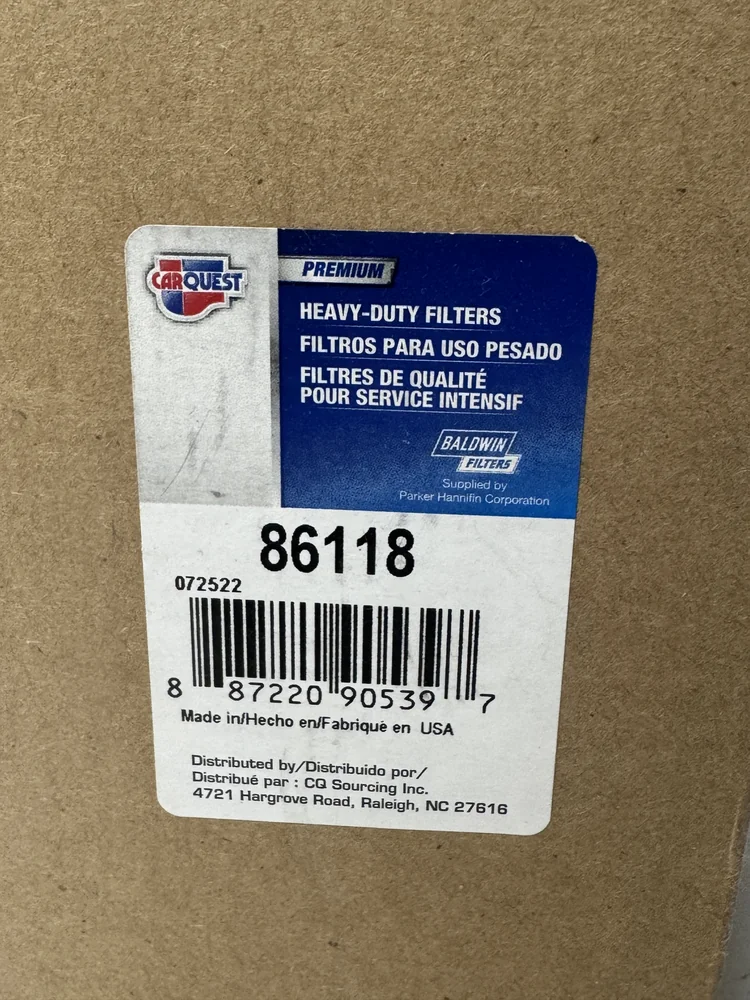 CARQUEST
PREMIUM
HEAVY-DUTY FILTERS
FILTROS PARA USO PESADO
FILTRES DE QUALITÉ
POUR SERVICE INTENSIF
BALDWIN
FILTERS
Supplied by
Parker Hannifin Corporation
86118
072522
8 87220 90539 7
Made in/Hecho en/Fabriqué en USA
Distributed by/Distribuido por/
Distribué par : CQ Sourcing Inc.
4721 Hargrove Road, Raleigh, NC 27616